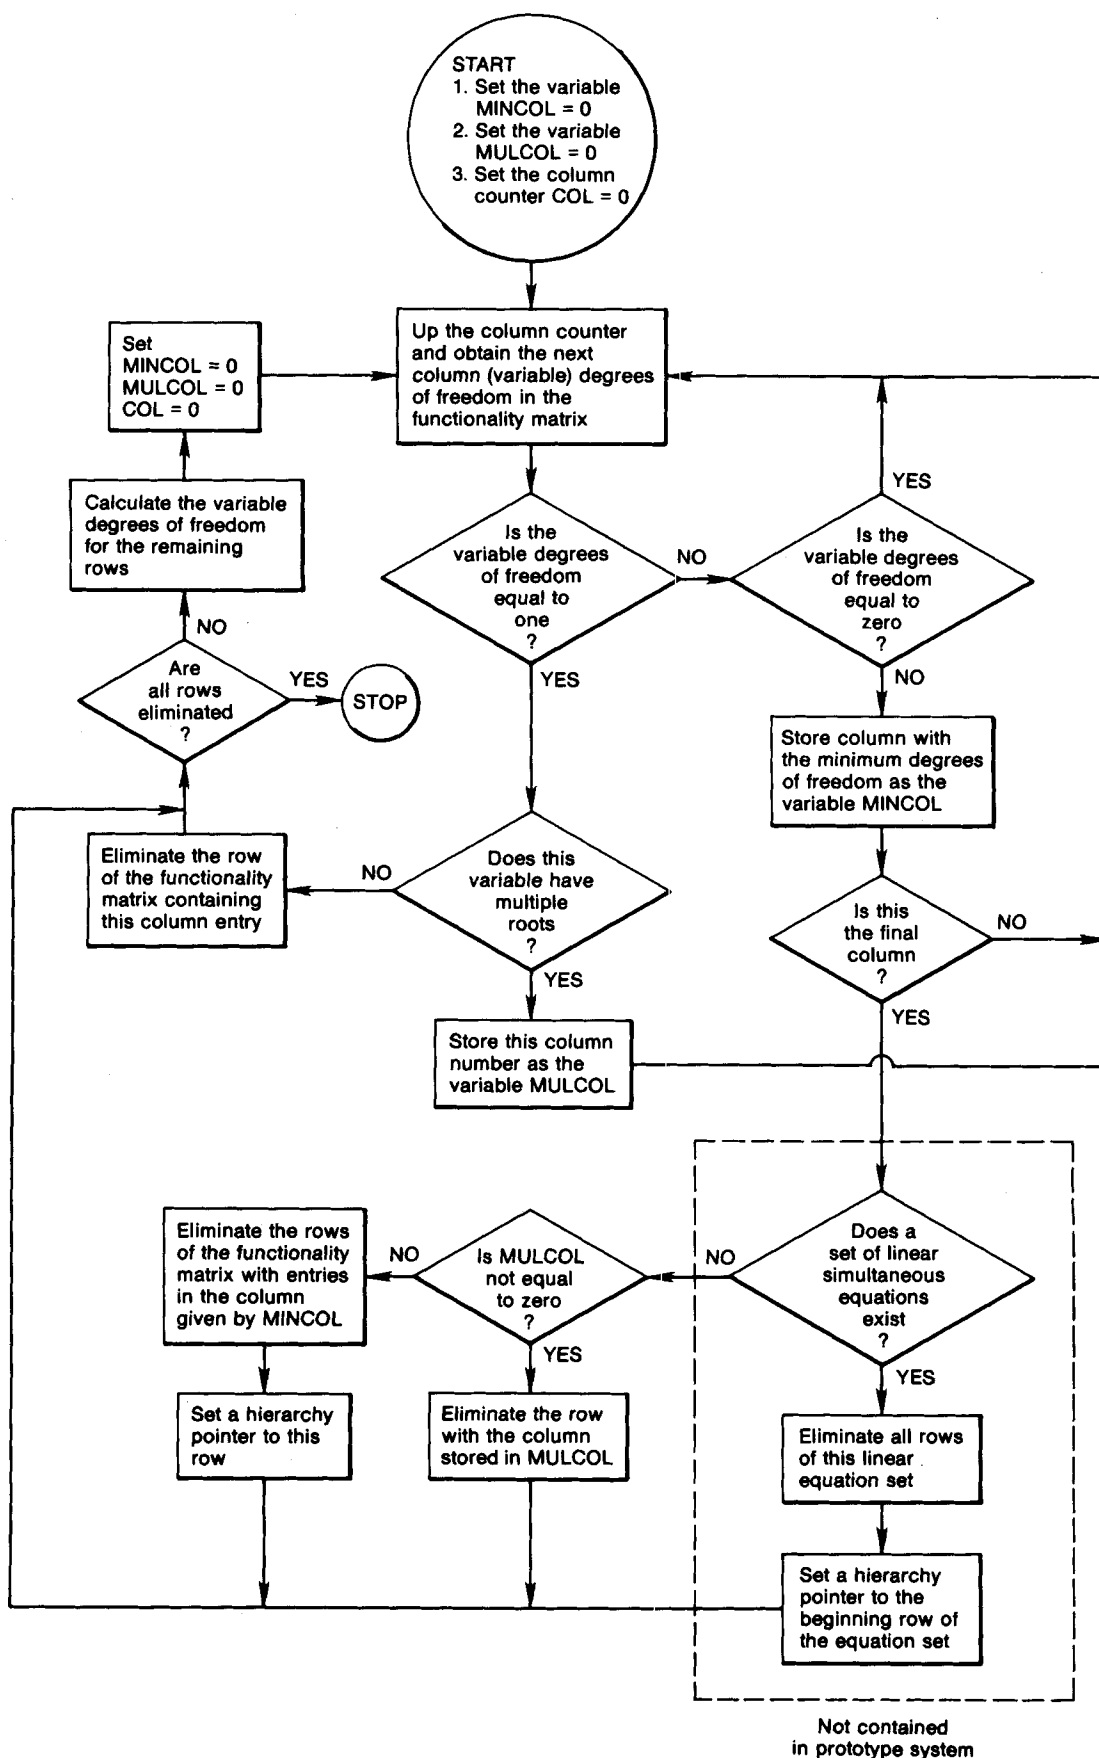 START
1. Set the variable
MINCOL = 0
2. Set the variable
MULCOL = 0
3. Set the column
counter COL = 0
Set
MINCOL = 0
MULCOL = 0
COL = 0
Up the column counter
and obtain the next
column (variable) degrees
of freedom in the
functionality matrix
YES
Calculate the variable
degrees of freedom
for the remaining
rows
Is the
variable degrees
of freedom
equal to
one
?
NO
Is the
variable degrees
of freedom
equal to
zero
?
NO
YES
NO
Are
all rows
eliminated
?
YES
STOP
Store column with
the minimum degrees
of freedom as the
variable MINCOL
Eliminate the row
of the functionality
matrix containing
this column entry
NO
Does this
variable have
multiple
roots
?
YES
Is this
the final
column
?
NO
YES
Store this column
number as the
variable MULCOL
Eliminate the rows
of the functionality
matrix with entries
in the column
given by MINCOL
NO
Is MULCOL
not equal
to zero
?
YES
NO
Does a
set of linear
simultaneous
equations
exist
?
YES
Set a hierarchy
pointer to this
row
Eliminate the row
with the column
stored in MULCOL
Eliminate all rows
of this linear
equation set
Set a hierarchy
pointer to the
beginning row of
the equation set
Not contained
in prototype system